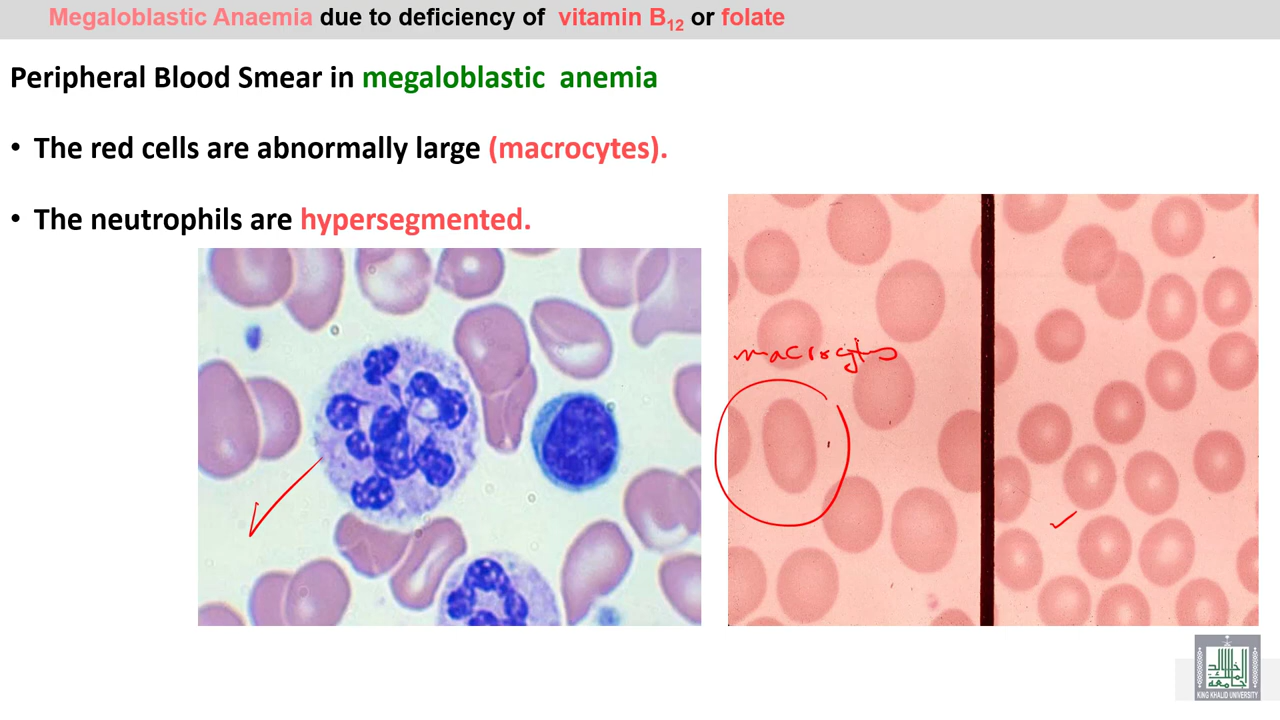 Megaloblastic Anaemia due to deficiency of vitamin B12 or folate
Peripheral Blood Smear in megaloblastic anemia
• The red cells are abnormally large (macrocytes).
• The neutrophils are hypersegmented.
KING KHALID UNIVERSITY